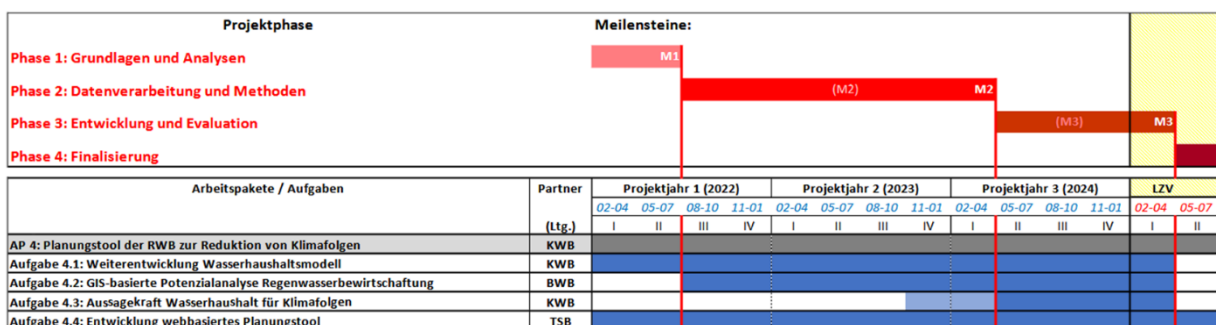 Projektphase Meilensteine:
Phase 1: Grundlagen und Analysen M1
Phase 2: Datenverarbeitung und Methoden (M2) M2
Phase 3: Entwicklung und Evaluation (M3) M3
Phase 4: Finalisierung
Arbeitspakete / Aufgaben Partner Projektjahr 1 (2022) Projektjahr 2 (2023) Projektjahr 3 (2024) LZV
02-04 05-07 08-10 11-01 02-04 05-07 08-10 11-01 02-04 05-07 08-10 11-01 02-04 05-07
(Ltg.) I II III IV I II III IV I II III IV I II
AP 4: Planungstool der RWB zur Reduktion von Klimafolgen KWB
Aufgabe 4.1: Weiterentwicklung Wasserhaushaltsmodell KWB
Aufgabe 4.2: GIS-basierte Potenzialanalyse Regenwasserbewirtschaftung BWB
Aufgabe 4.3: Aussagekraft Wasserhaushalt für Klimafolgen KWB
Aufgabe 4.4: Entwicklung webbasiertes Planungstool TSB